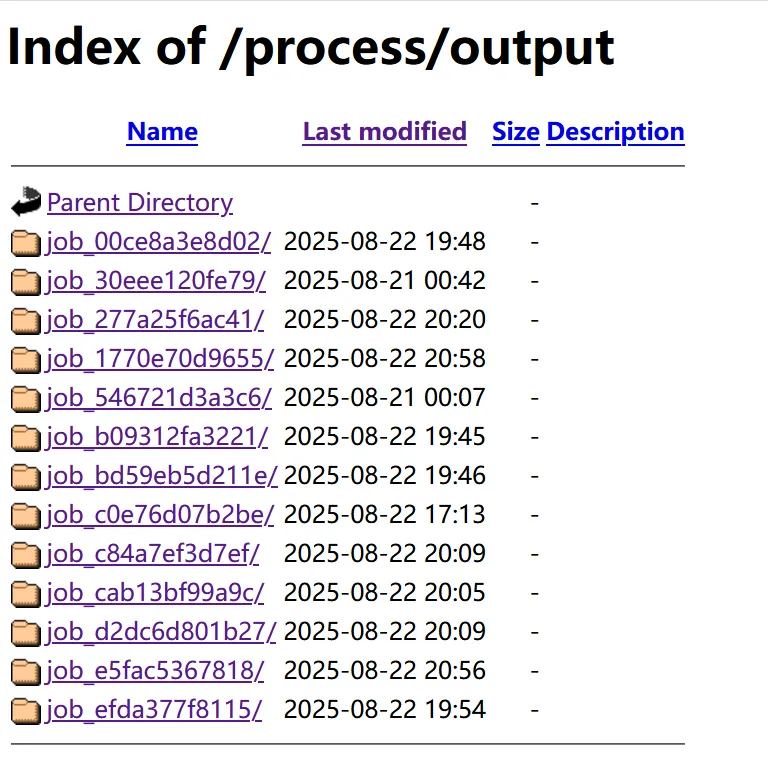 Index of /process/output
Name Last modified Size Description
Parent Directory -
job_00ce8a3e8d02/ 2025-08-22 19:48 -
job_30eee120fe79/ 2025-08-21 00:42 -
job_277a25f6ac41/ 2025-08-22 20:20 -
job_1770e70d9655/ 2025-08-22 20:58 -
job_546721d3a3c6/ 2025-08-21 00:07 -
job_b09312fa3221/ 2025-08-22 19:45 -
job_bd59eb5d211e/ 2025-08-22 19:46 -
job_c0e76d07b2be/ 2025-08-22 17:13 -
job_c84a7ef3d7ef/ 2025-08-22 20:09 -
job_cab13bf99a9c/ 2025-08-22 20:05 -
job_d2dc6d801b27/ 2025-08-22 20:09 -
job_e5fac5367818/ 2025-08-22 20:56 -
job_efda377f8115/ 2025-08-22 19:54 -